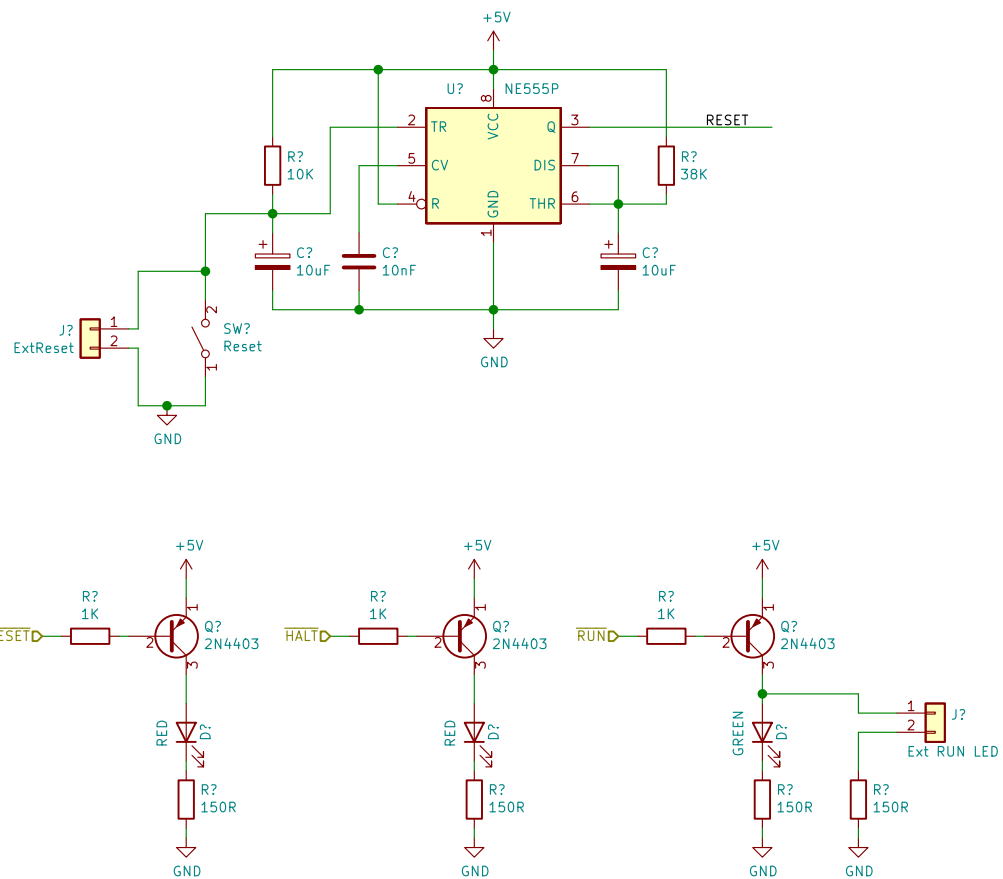 +5V
U? NE555P
8
2 TR VCC Q 3 RESET
R?
10K
5 CV DIS 7
R?
38K
4 R GND THR 6
1
+ C?
10uF
C?
10nF
+ C?
10uF
GND
J?
ExtReset
1
2
2
SW?
Reset
1
GND
+5V
R?
1K
1
ESET
2
Q?
2N4403
3
RED
D?
R?
150R
GND
+5V
R?
1K
1
HALT
2
Q?
2N4403
3
RED
D?
R?
150R
GND
+5V
R?
1K
1
RUN
2
Q?
2N4403
3
GREEN
D?
1
2
J?
Ext RUN LED
R?
150R
R?
150R
GND
GND